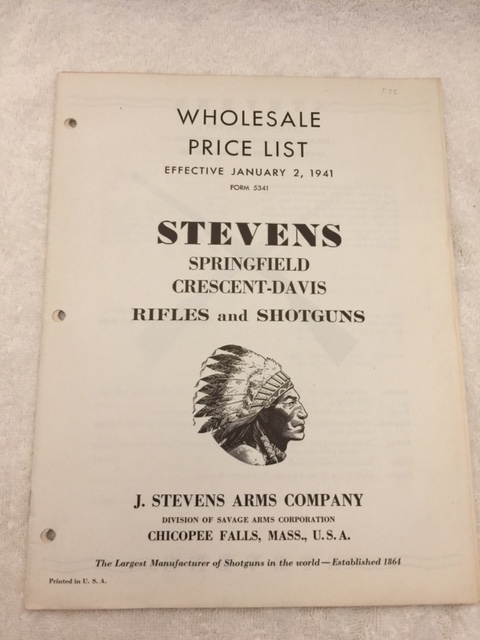 WHOLESALE
PRICE LIST
EFFECTIVE JANUARY 2, 1941
FORM 5341
STEVENS
SPRINGFIELD
CRESCENT-DAVIS
RIFLES and SHOTGUNS
J. STEVENS ARMS COMPANY
DIVISION OF SAVAGE ARMS CORPORATION
CHICOPEE FALLS, MASS., U. S. A.
The Largest Manufacturer of Shotguns in the world—Established 1864
Printed in U. S. A.